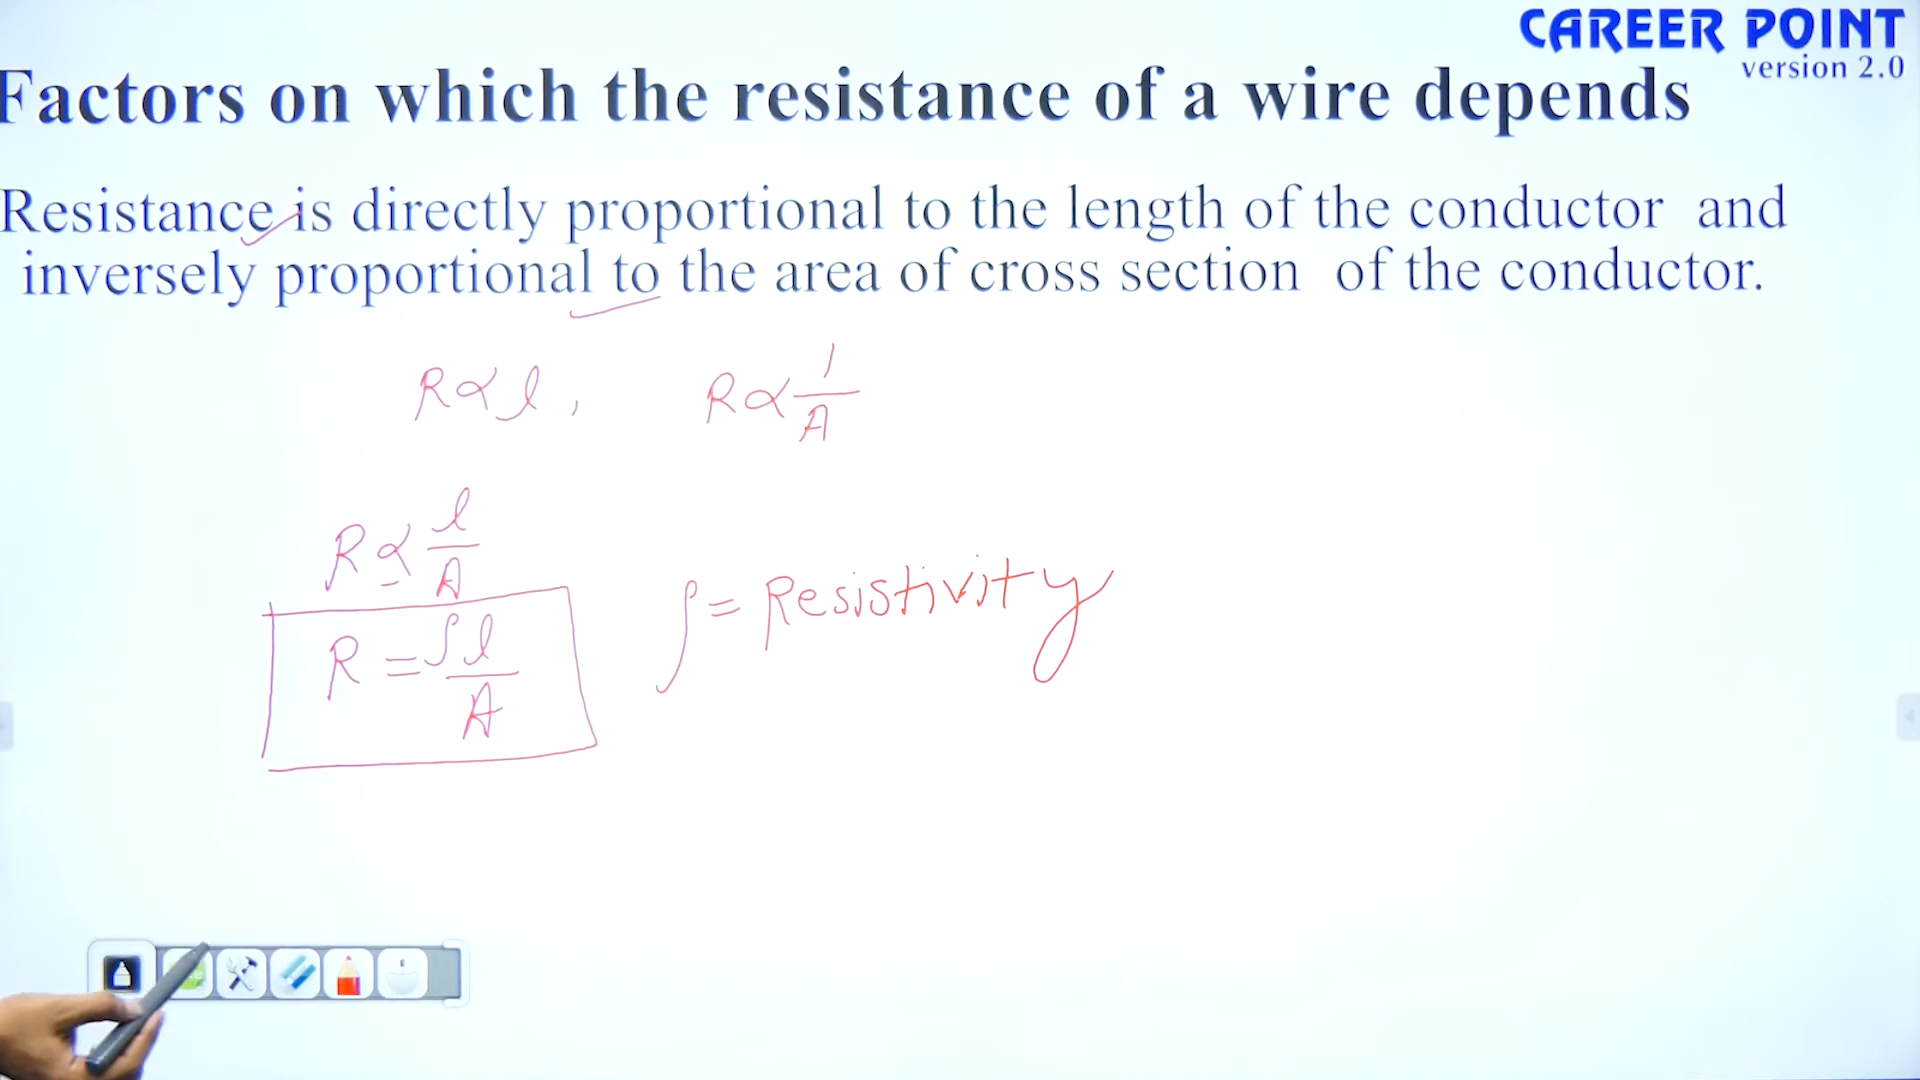 CAREER POINT
version 2.0
Factors on which the resistance of a wire depends
Resistance is directly proportional to the length of the conductor and
inversely proportional to the area of cross section of the conductor.
R ∝ l , R ∝ 1/A
R ∝ l/A
R = ρl/A
ρ = Resistivity